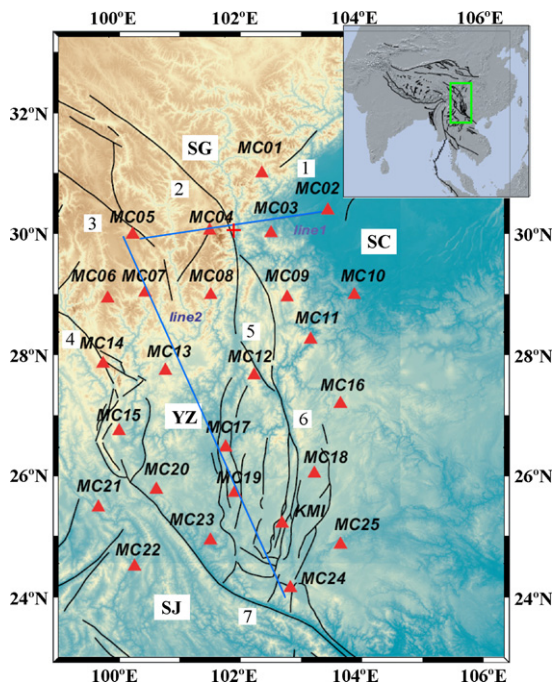 100°E 102°E 104°E 106°E
32°N
SG
MC01
1
2
MC02
MC05
3
MC04
MC03
30°N
line1
SC
MC06
MC07
MC08
MC09
MC10
line2
MC11
4
5
MC14
28°N
MC13
MC12
MC16
MC15
YZ
MC17
6
26°N
MC20
MC19
MC18
MC21
KMI
MC23
MC25
MC22
MC24
24°N
SJ
7
100°E 102°E 104°E 106°E
32°N
30°N
28°N
26°N
24°N